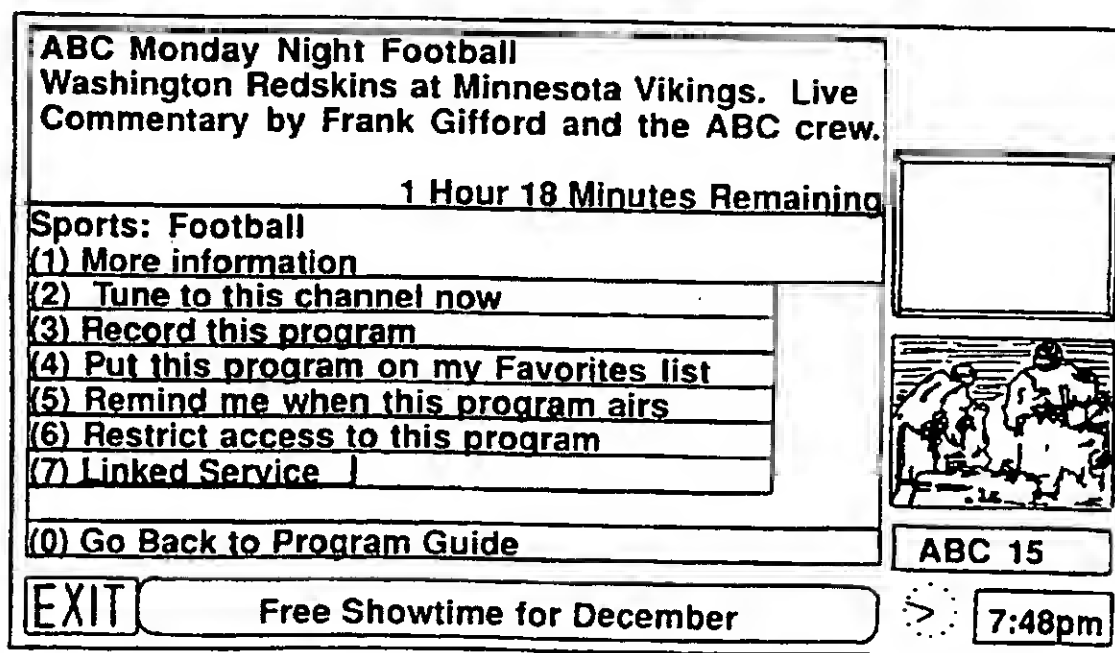 ABC Monday Night Football
Washington Redskins at Minnesota Vikings. Live
Commentary by Frank Gifford and the ABC crew.
1 Hour 18 Minutes Remaining
Sports: Football
(1) More information
(2) Tune to this channel now
(3) Record this program
(4) Put this program on my Favorites list
(5) Remind me when this program airs
(6) Restrict access to this program
(7) Linked Service
(0) Go Back to Program Guide
ABC 15
EXIT
Free Showtime for December
7:48pm